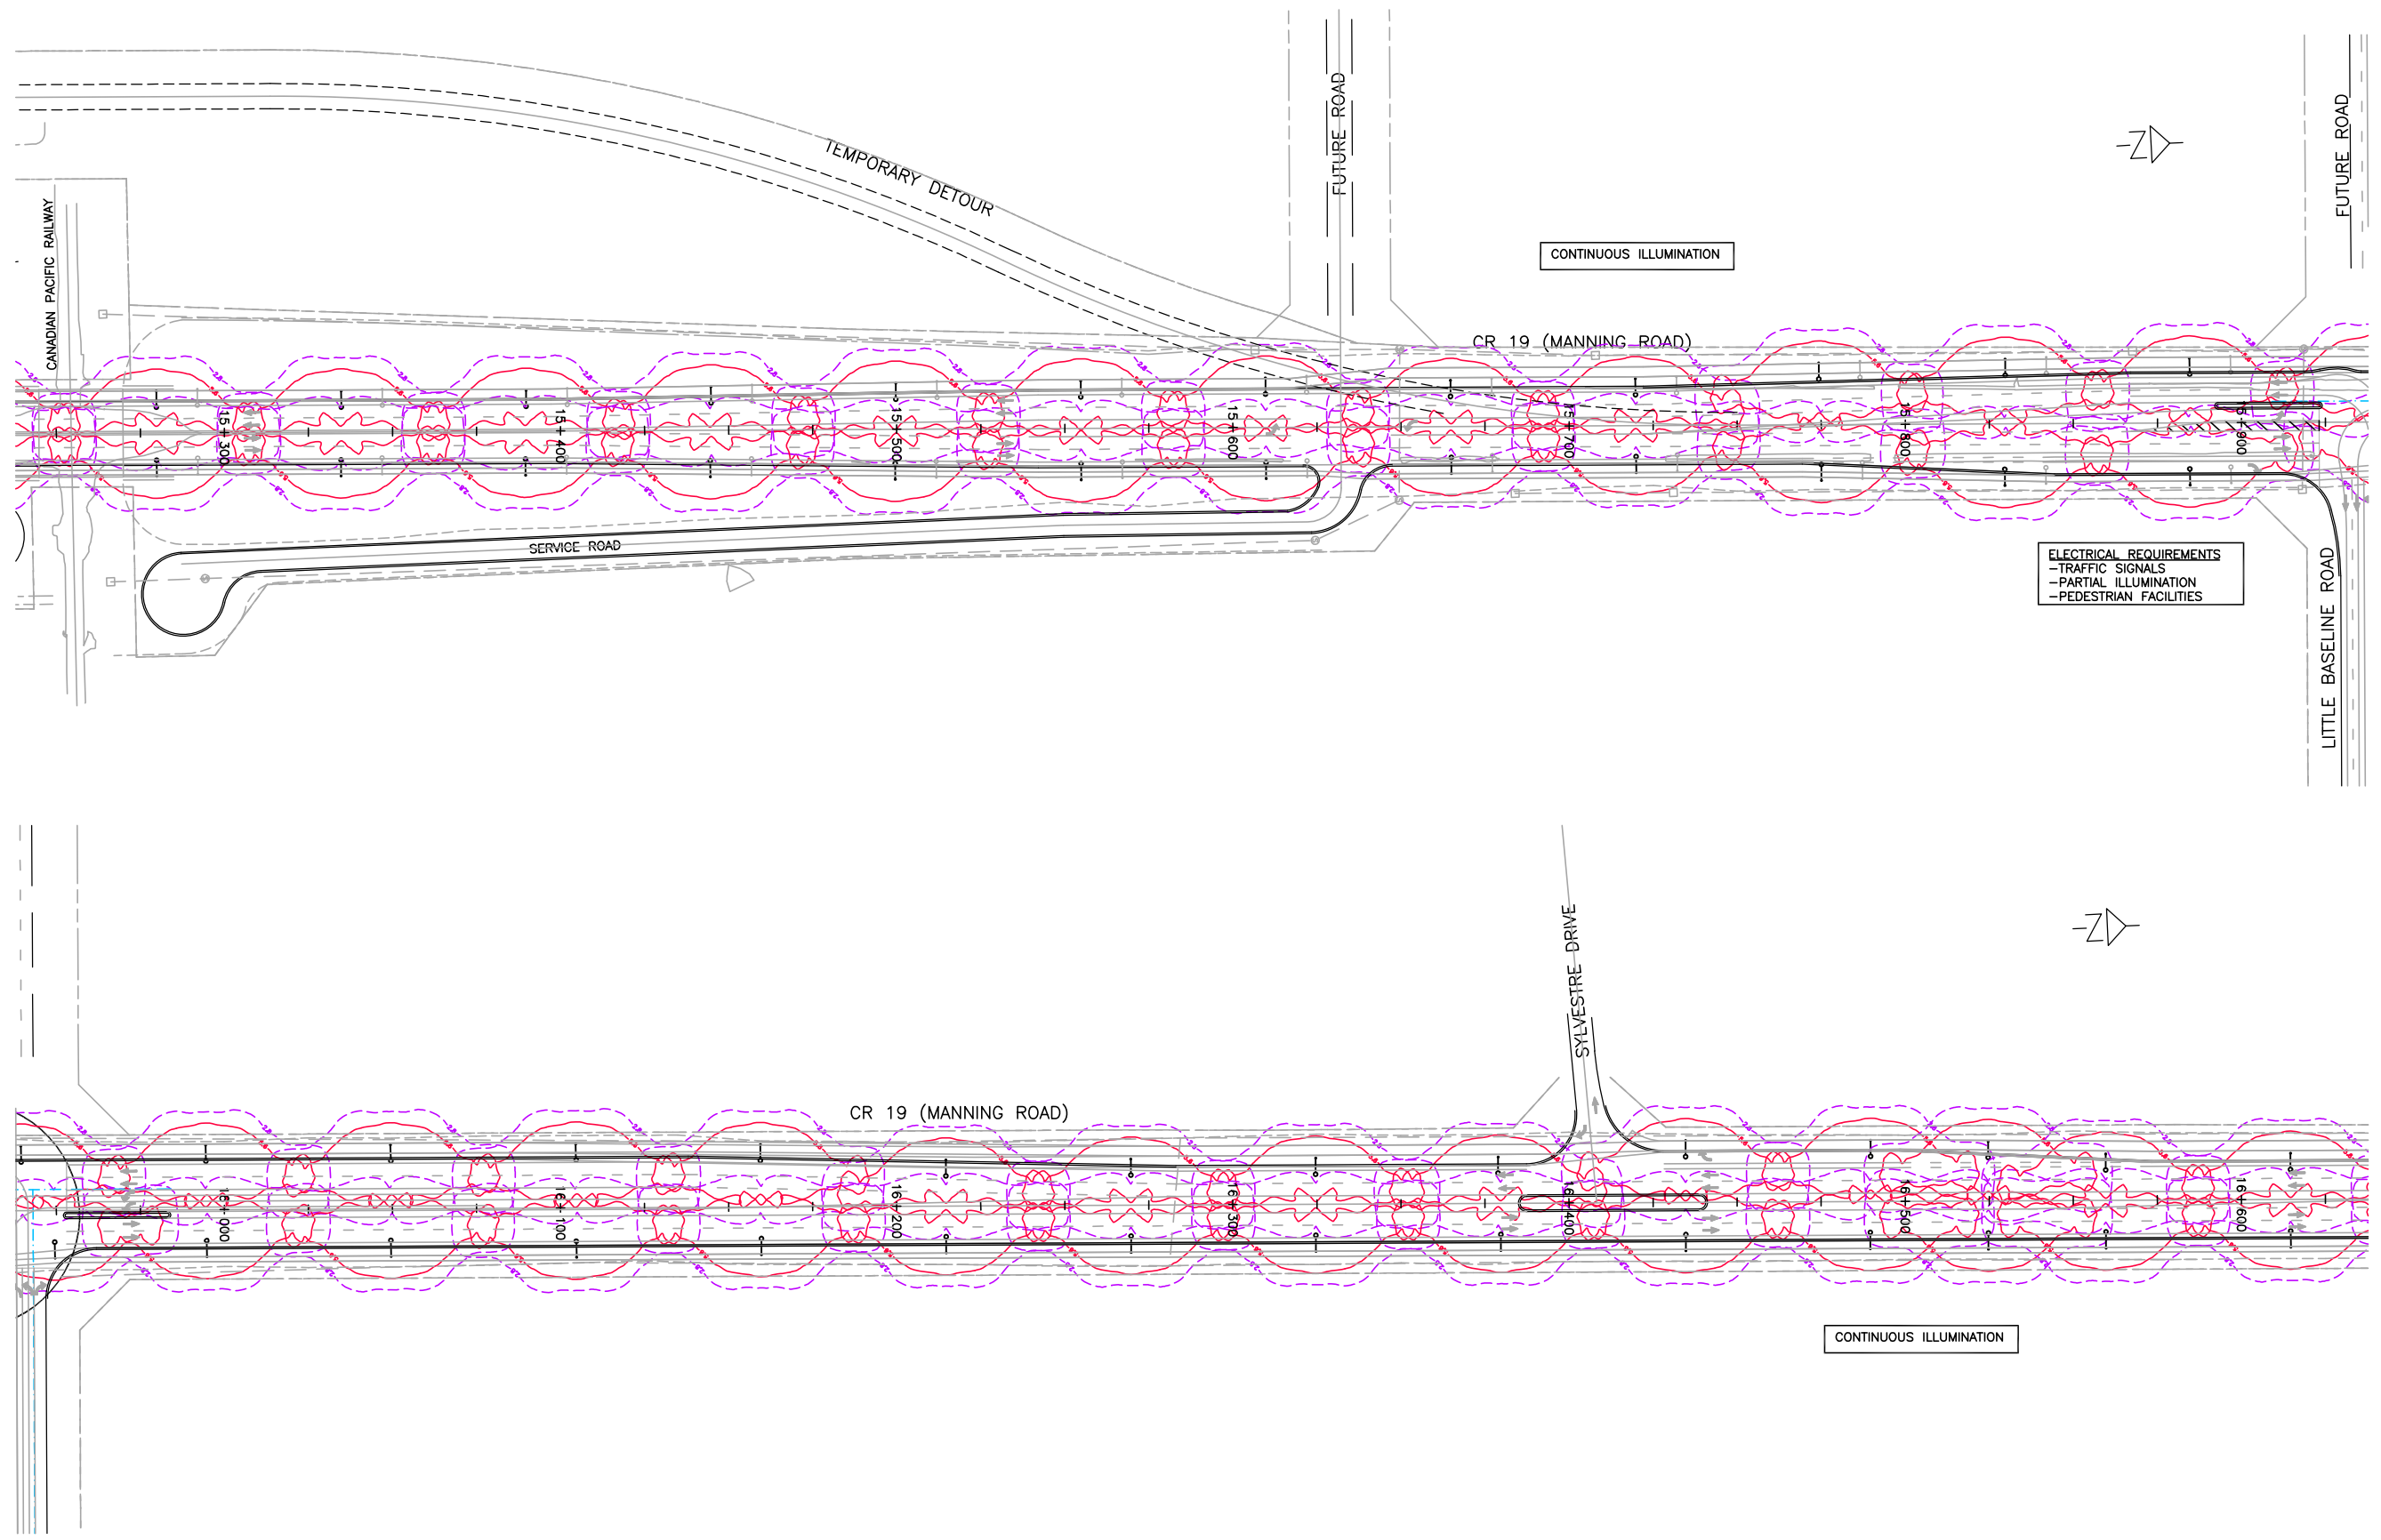 TEMPORARY DETOUR
FUTURE ROAD
FUTURE ROAD
CANADIAN PACIFIC RAILWAY
CONTINUOUS ILLUMINATION
CR 19 (MANNING ROAD)
15+300
15+400
15+500
15+600
15+700
15+800
15+900
SERVICE ROAD
ELECTRICAL REQUIREMENTS
-TRAFFIC SIGNALS
-PARTIAL ILLUMINATION
-PEDESTRIAN FACILITIES
LITTLE BASELINE ROAD
SYLVESTRE DRIVE
CR 19 (MANNING ROAD)
16+000
16+100
16+200
16+300
16+400
16+500
16+600
CONTINUOUS ILLUMINATION